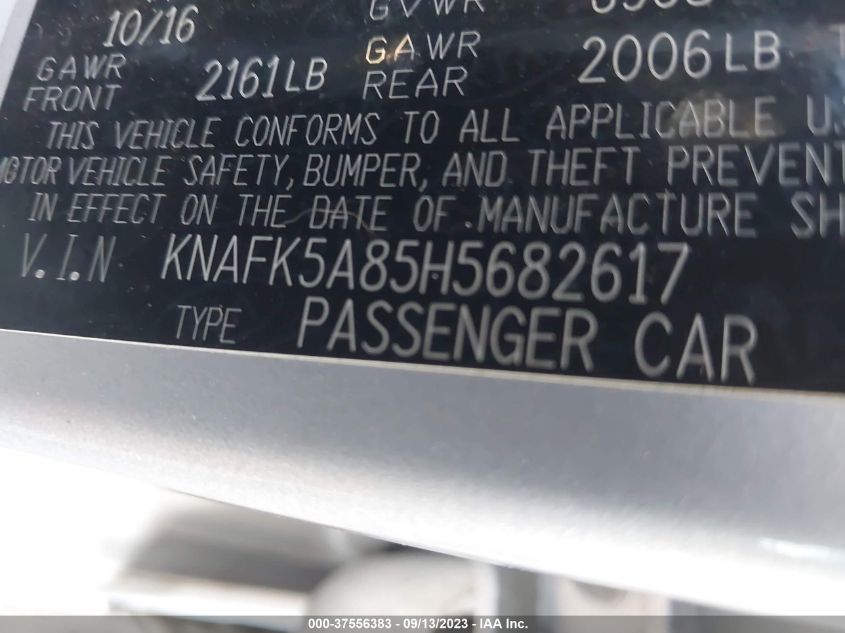 10/16 GVWR
GAWR FRONT 2161LB GAWR REAR 2006LB
THIS VEHICLE CONFORMS TO ALL APPLICABLE U.S
MOTOR VEHICLE SAFETY, BUMPER, AND THEFT PREVENT
IN EFFECT ON THE DATE OF MANUFACTURE SH
V.I.N KNAFK5A85H5682617
TYPE PASSENGER CAR
000-37556383 - 09/13/2023 - IAA Inc.